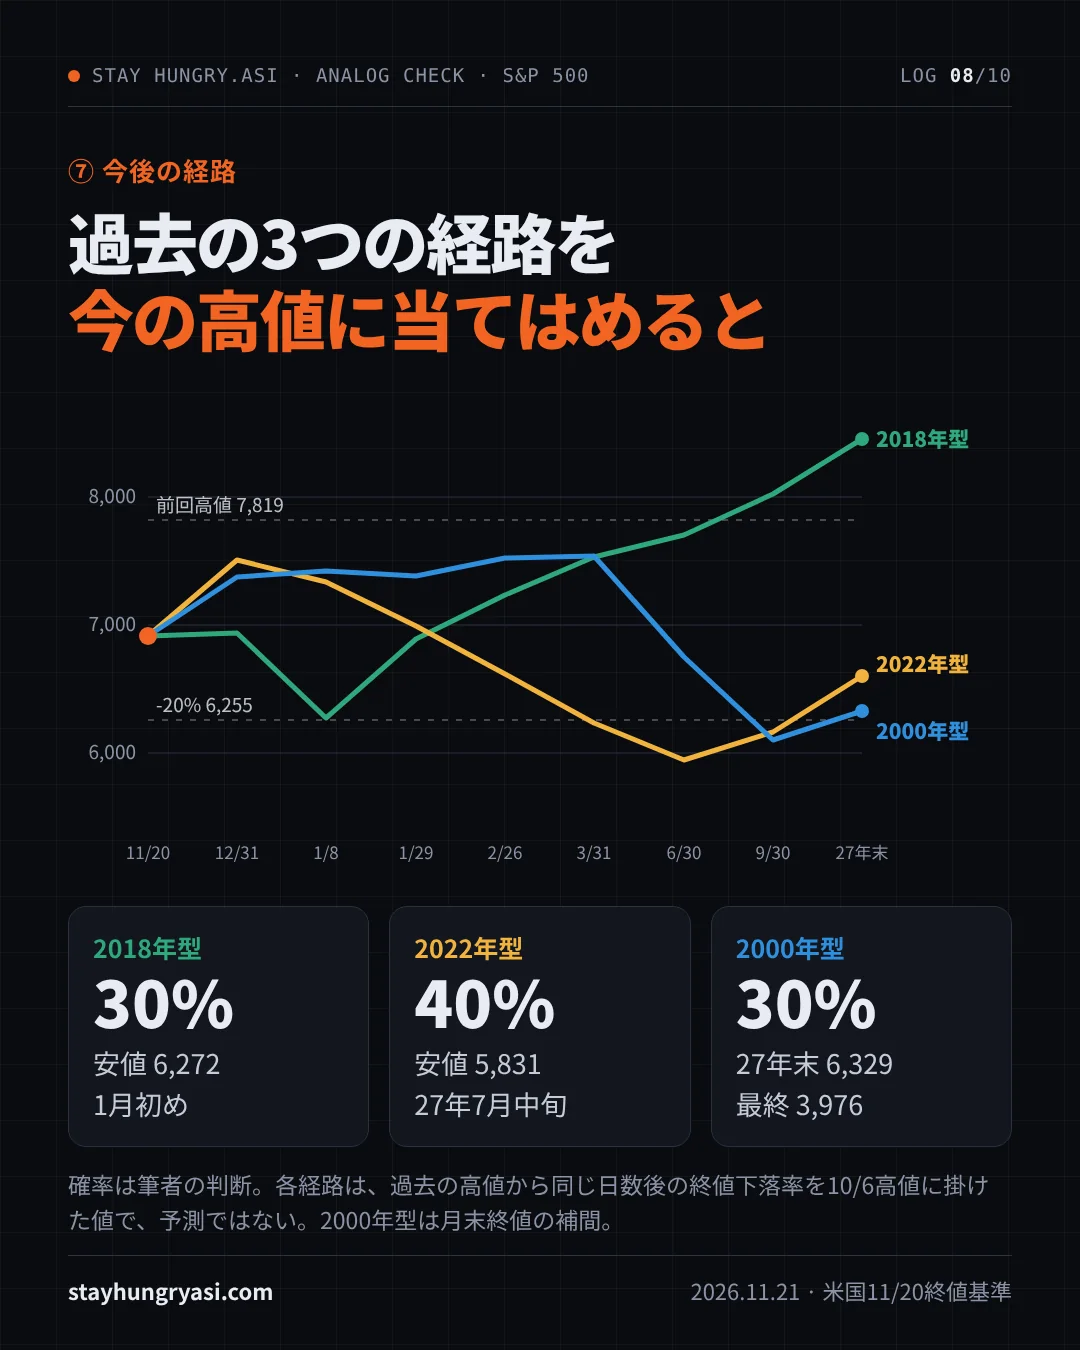 STAY HUNGRY.ASI · ANALOG CHECK · S&P 500
LOG 08/10
⑦ 今後の経路
過去の3つの経路を
今の高値に当てはめると
2018年型
8,000
前回高値 7,819
7,000
2022年型
-20% 6,255
2000年型
6,000
11/20
12/31
1/8
1/29
2/26
3/31
6/30
9/30
27年末
2018年型
30%
安値 6,272
1月初め
2022年型
40%
安値 5,831
27年7月中旬
2000年型
30%
27年末 6,329
最終 3,976
確率は筆者の判断。各経路は、過去の高値から同じ日数後の終値下落率を10/6高値に掛け
た値で、予測ではない。2000年型は月末終値の補間。
stayhungryasi.com
2026.11.21 · 米国11/20終値基準